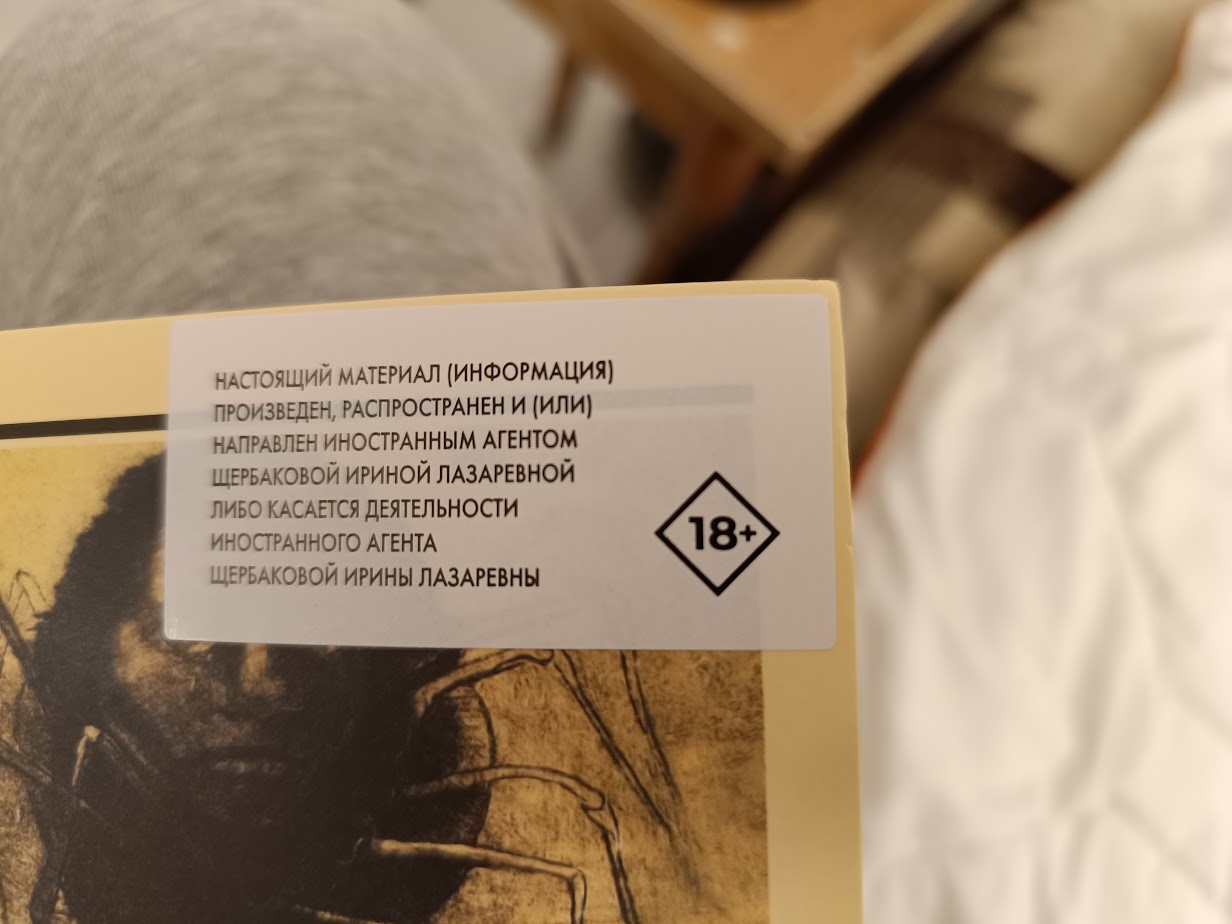 НАСТОЯЩИЙ МАТЕРИАЛ (ИНФОРМАЦИЯ)
ПРОИЗВЕДЕН, РАСПРОСТРАНЕН И (ИЛИ)
НАПРАВЛЕН ИНОСТРАННЫМ АГЕНТОМ
ЩЕРБАКОВОЙ ИРИНОЙ ЛАЗАРЕВНОЙ
ЛИБО КАСАЕТСЯ ДЕЯТЕЛЬНОСТИ
ИНОСТРАННОГО АГЕНТА
ЩЕРБАКОВОЙ ИРИНЫ ЛАЗАРЕВНЫ
18+